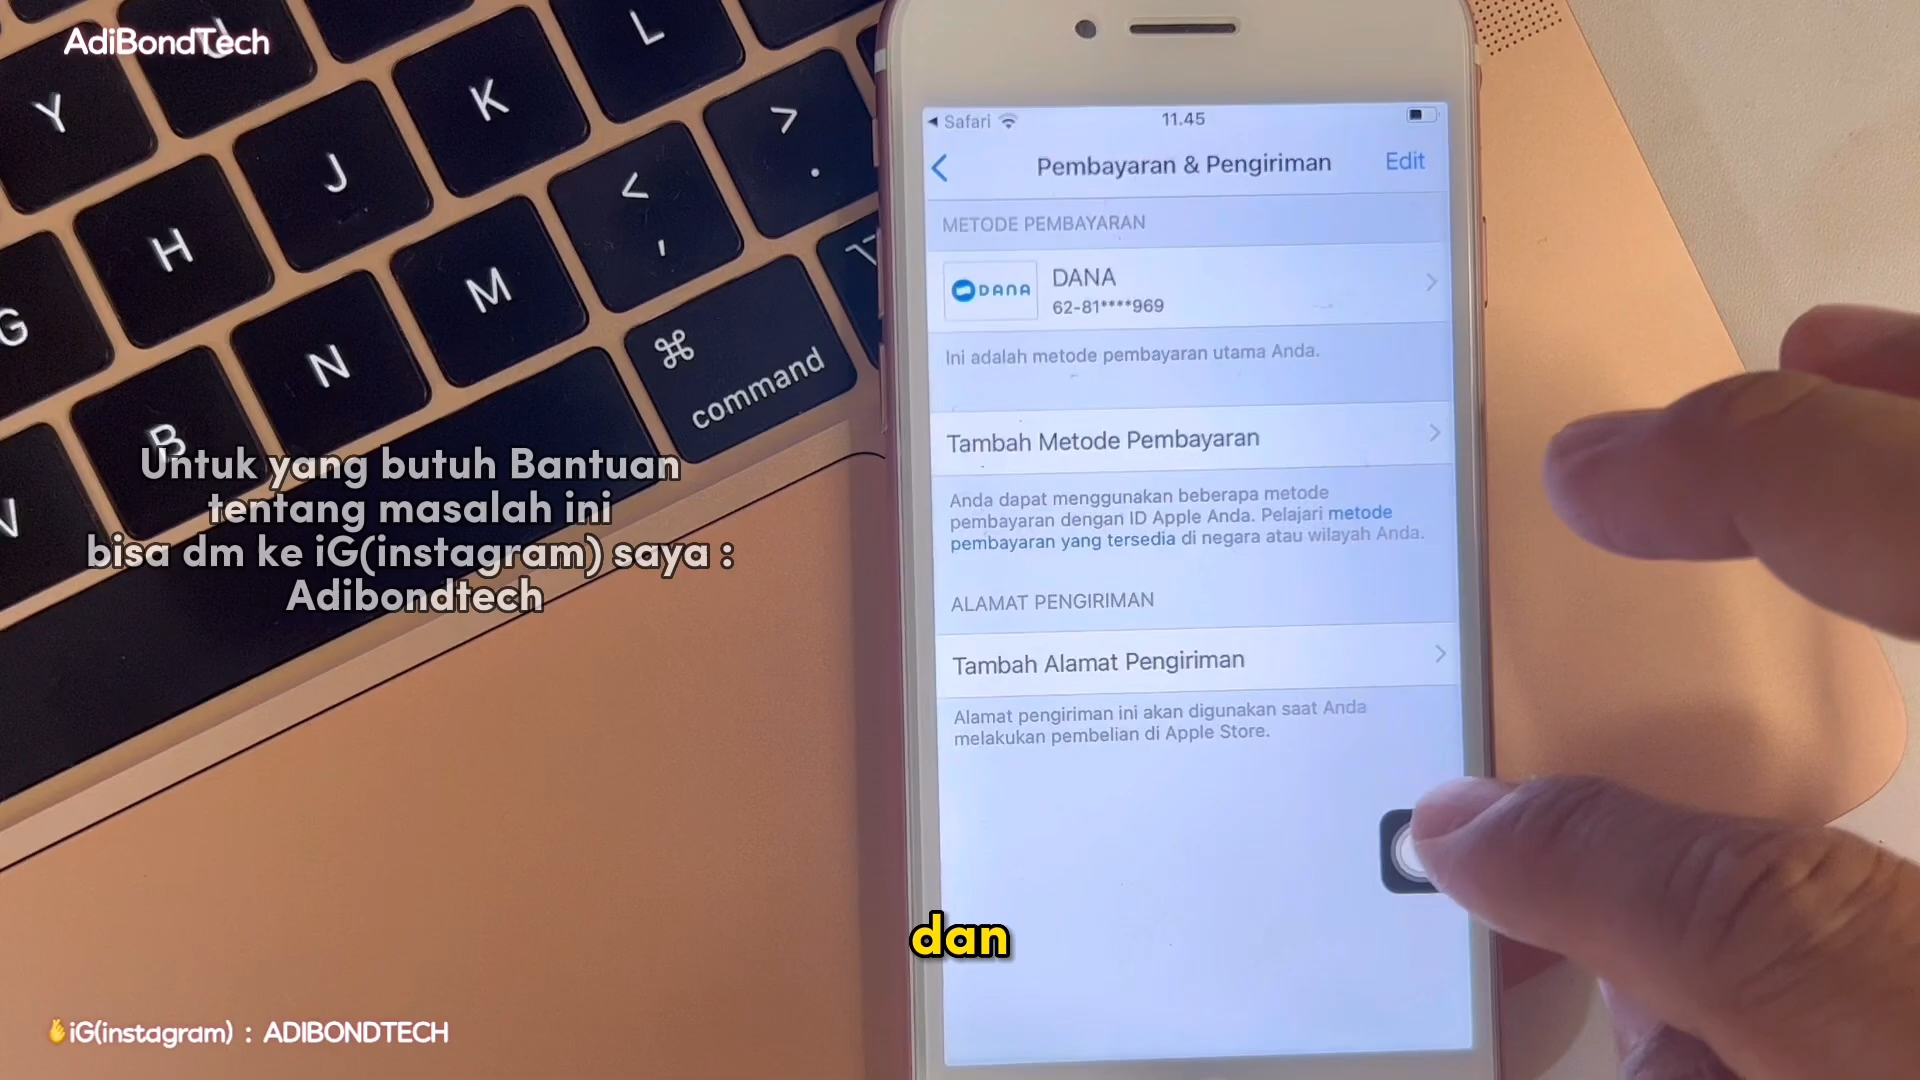 AdiBondTech
Y
L
K
>
.
J
<
,
H
M
G
N
⌘
command
B
V
Untuk yang butuh Bantuan
tentang masalah ini
bisa dm ke iG(instagram) saya :
Adibondtech
Safari
11.45
Pembayaran & Pengiriman
Edit
METODE PEMBAYARAN
DANA
DANA
62-81****969
Ini adalah metode pembayaran utama Anda.
Tambah Metode Pembayaran
Anda dapat menggunakan beberapa metode
pembayaran dengan ID Apple Anda. Pelajari metode
pembayaran yang tersedia di negara atau wilayah Anda.
ALAMAT PENGIRIMAN
Tambah Alamat Pengiriman
Alamat pengiriman ini akan digunakan saat Anda
melakukan pembelian di Apple Store.
dan
iG(instagram) : ADIBONDTECH